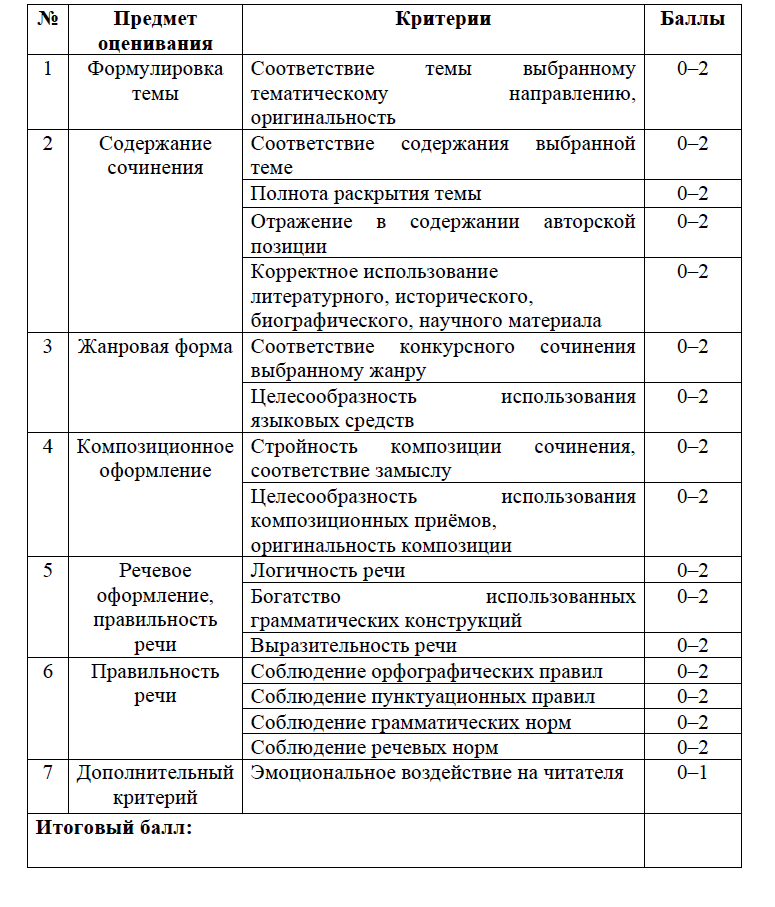 № Предмет оценивания Критерии Баллы
1 Формулировка темы Соответствие темы выбранному тематическому направлению, оригинальность 0–2
2 Содержание сочинения Соответствие содержания выбранной теме 0–2
Полнота раскрытия темы 0–2
Отражение в содержании авторской позиции 0–2
Корректное использование литературного, исторического, биографического, научного материала 0–2
3 Жанровая форма Соответствие конкурсного сочинения выбранному жанру 0–2
Целесообразность использования языковых средств 0–2
4 Композиционное оформление Стройность композиции сочинения, соответствие замыслу 0–2
Целесообразность использования композиционных приёмов, оригинальность композиции 0–2
5 Речевое оформление, правильность речи Логичность речи 0–2
Богатство использованных грамматических конструкций 0–2
Выразительность речи 0–2
6 Правильность речи Соблюдение орфографических правил 0–2
Соблюдение пунктуационных правил 0–2
Соблюдение грамматических норм 0–2
Соблюдение речевых норм 0–2
7 Дополнительный критерий Эмоциональное воздействие на читателя 0–1
Итоговый балл: